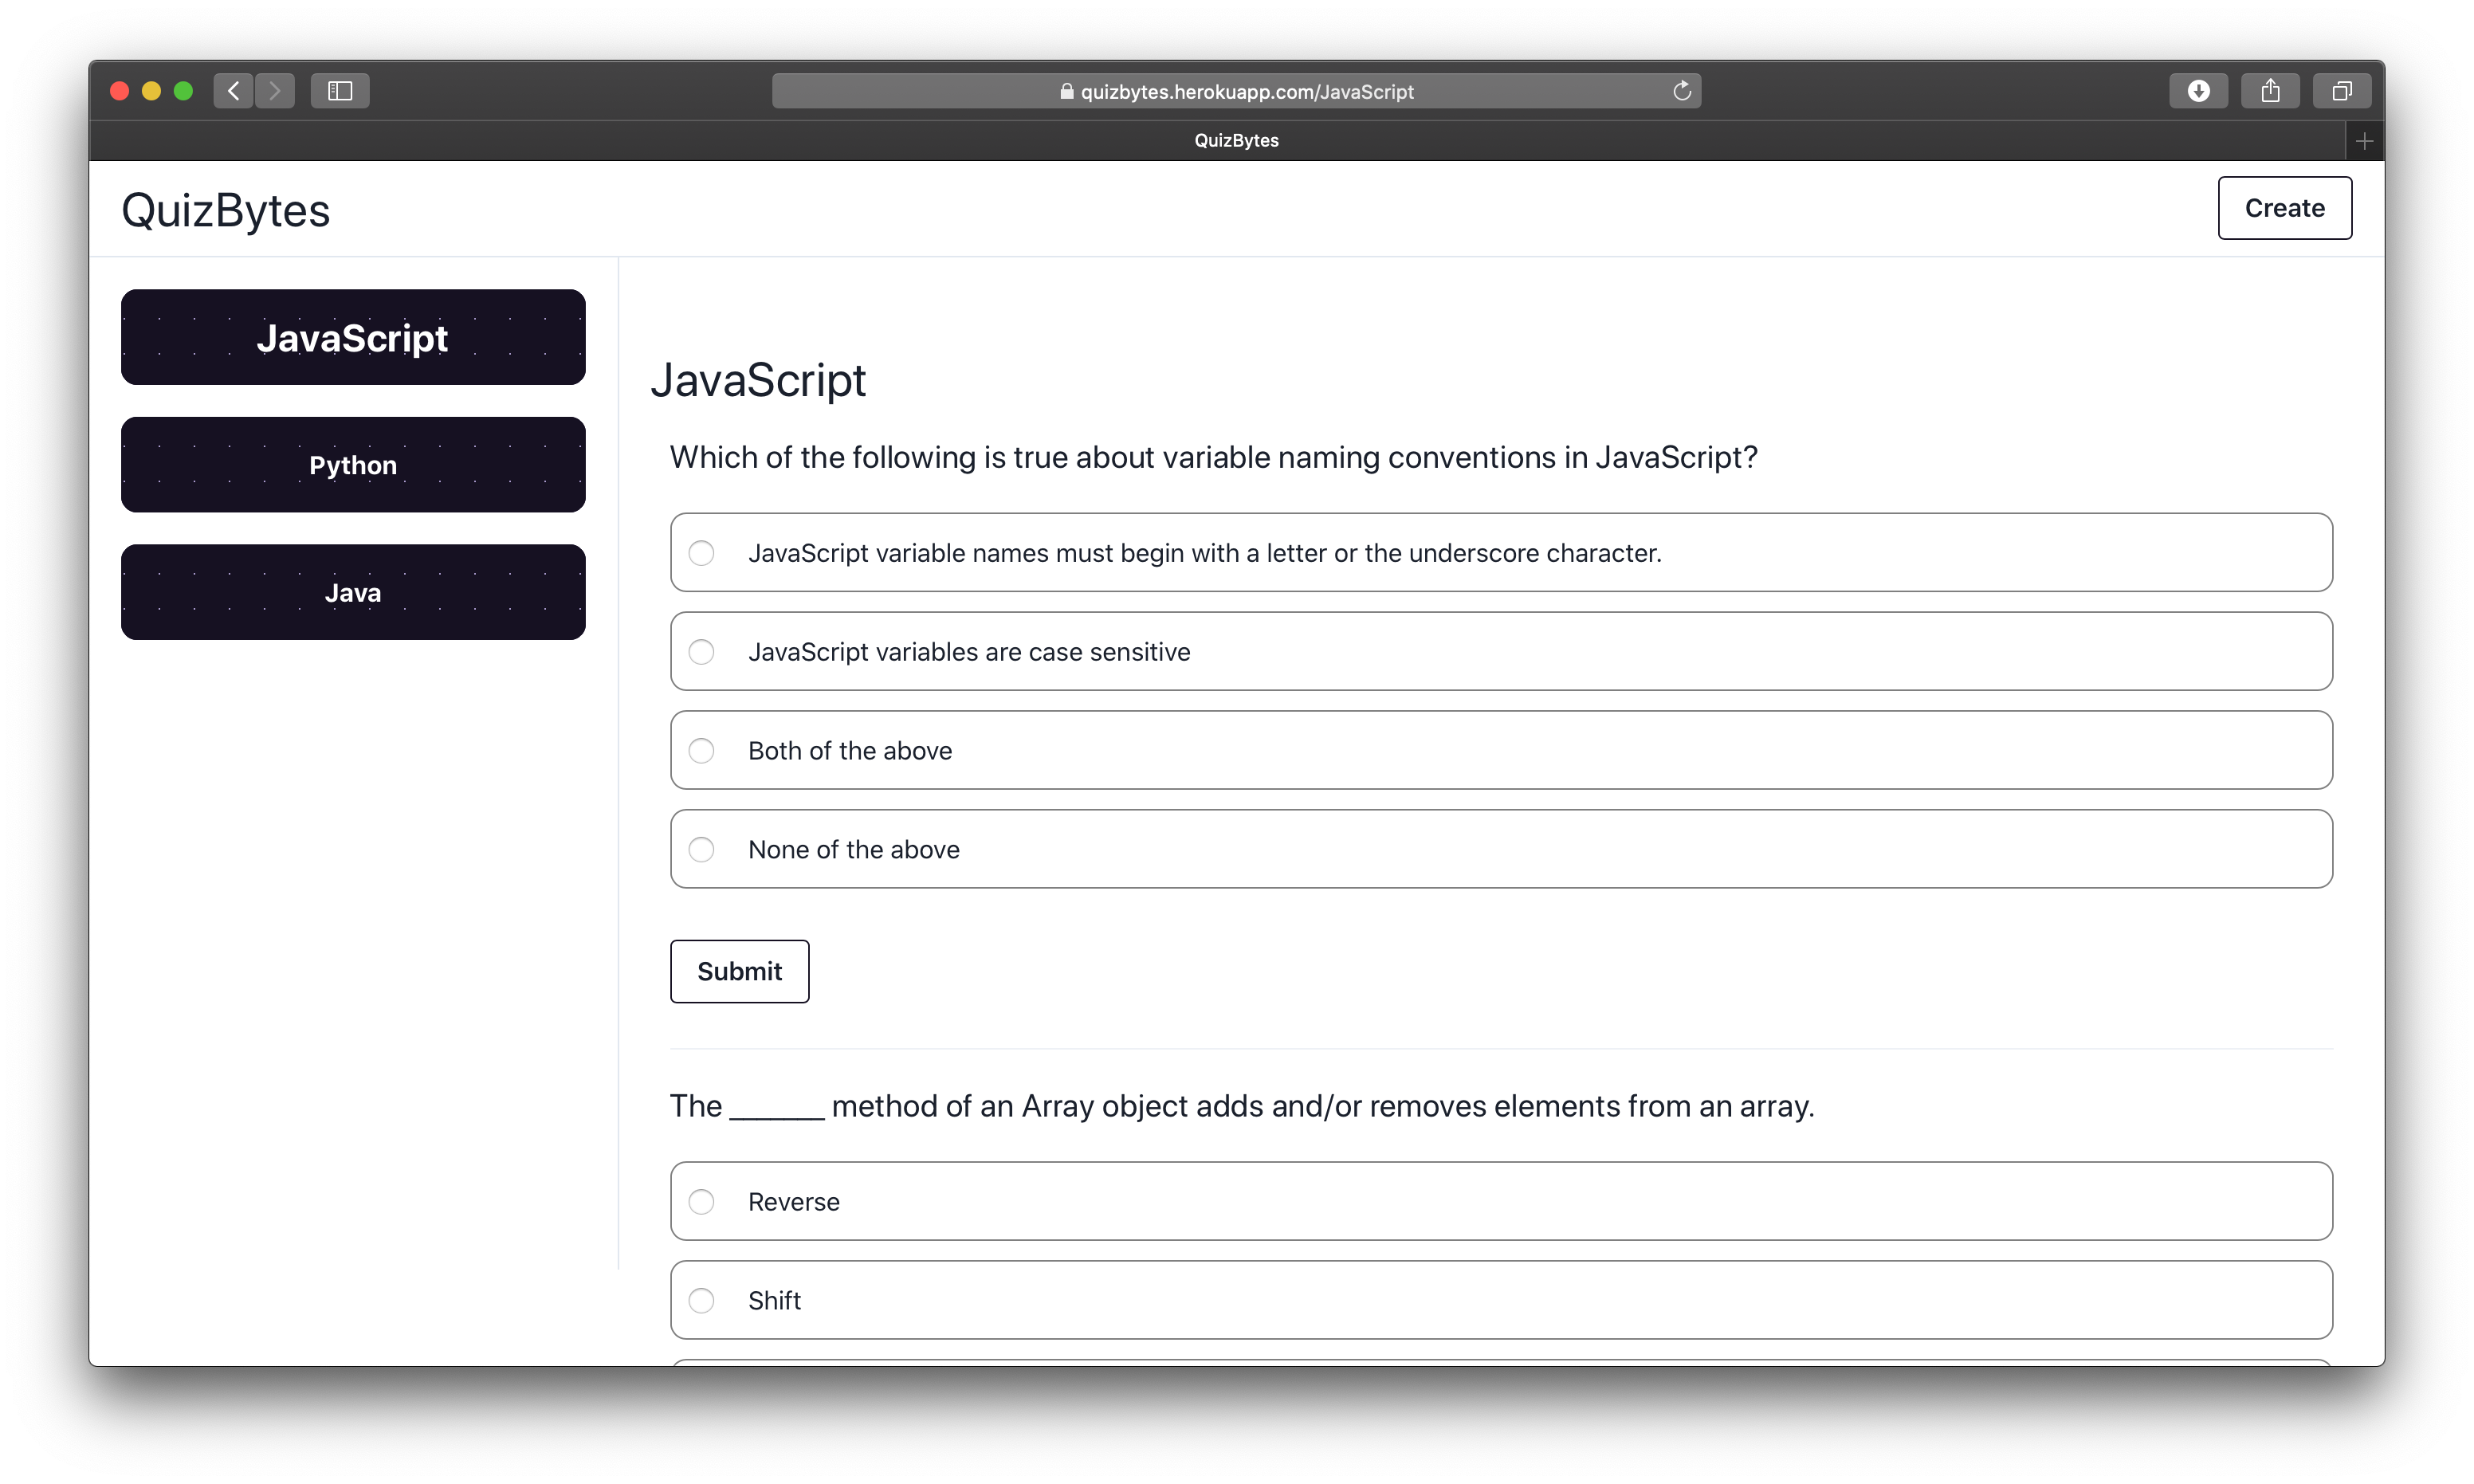 quizbytes.herokuapp.com/JavaScript
QuizBytes
QuizBytes
Create
JavaScript
Python
Java
JavaScript
Which of the following is true about variable naming conventions in JavaScript?
JavaScript variable names must begin with a letter or the underscore character.
JavaScript variables are case sensitive
Both of the above
None of the above
Submit
The _______ method of an Array object adds and/or removes elements from an array.
Reverse
Shift